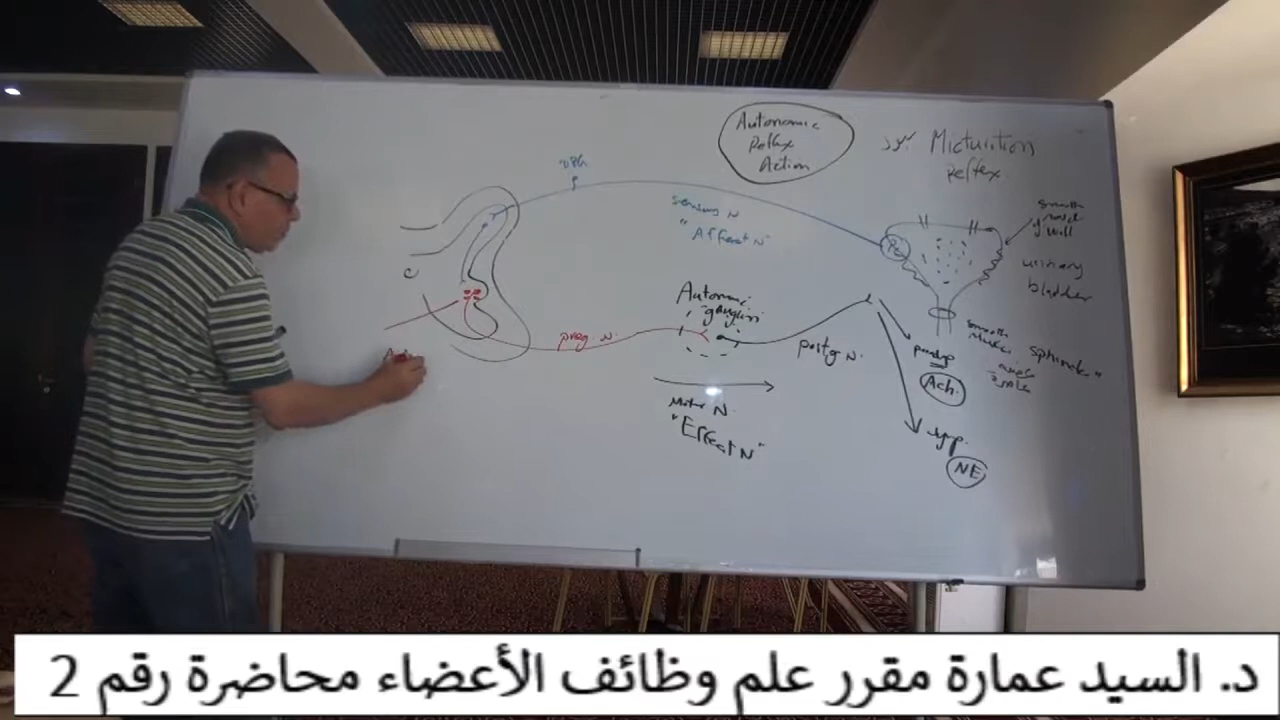 Autonomic
Reflex
Action
Micturition
Reflex
Sensory N
"Afferent N"
Smooth
muscle
wall
urinary
bladder
Autonomic
ganglion
preg N.
postg N.
Smooth
muscle
sphincter
Ach.
Motor N.
"Effect N"
NE
د. السيد عمارة مقرر علم وظائف الأعضاء محاضرة رقم 2